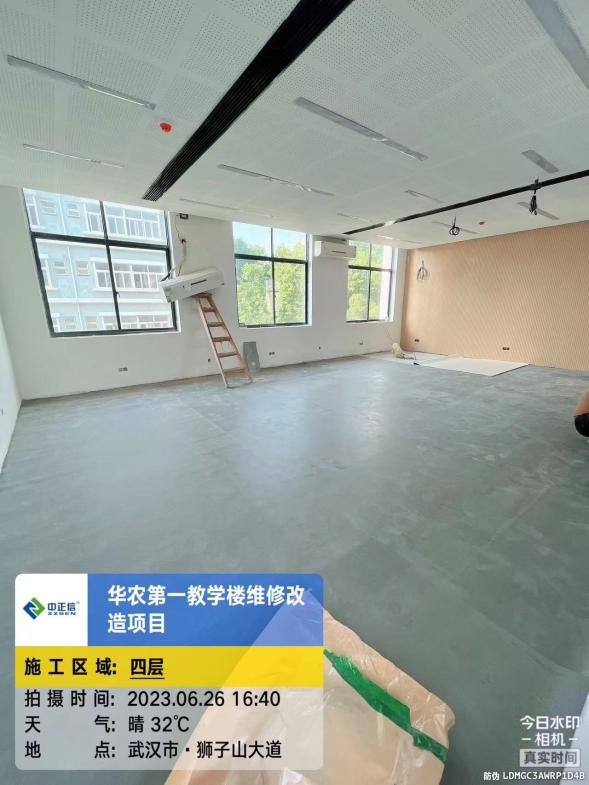 中正信
ZZSEN
华农第一教学楼维修改
造项目
施工区域: 四层
拍摄时间: 2023.06.26 16:40
天气: 晴 32℃
地点: 武汉市·狮子山大道
今日水印
相机
真实时间
防伪 LDMGC3AWRP1D4B